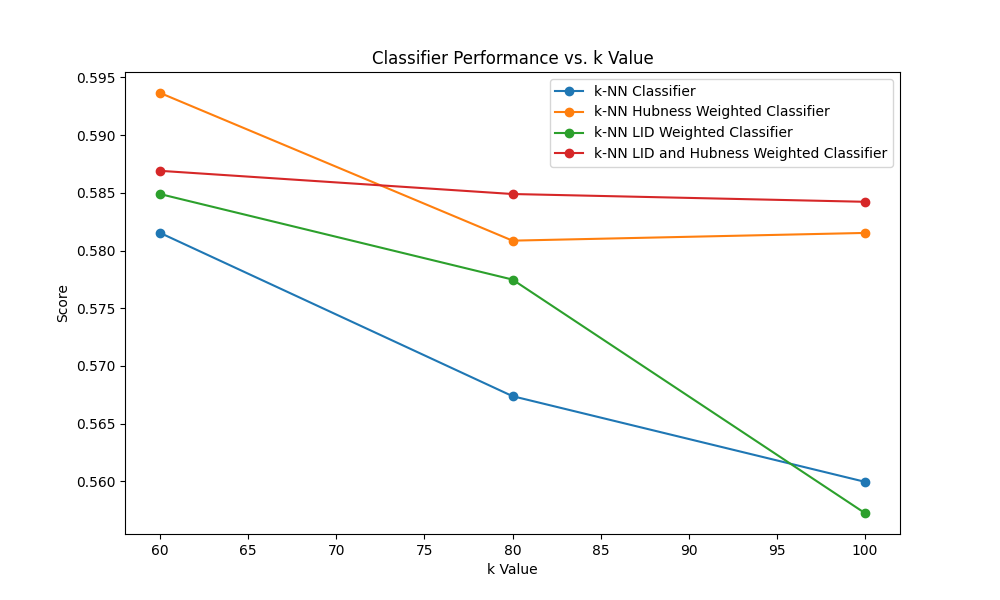 Classifier Performance vs. k Value
k-NN Classifier
k-NN Hubness Weighted Classifier
k-NN LID Weighted Classifier
k-NN LID and Hubness Weighted Classifier
0.595
0.590
0.585
0.580
0.575
0.570
0.565
0.560
Score
60 65 70 75 80 85 90 95 100
k Value